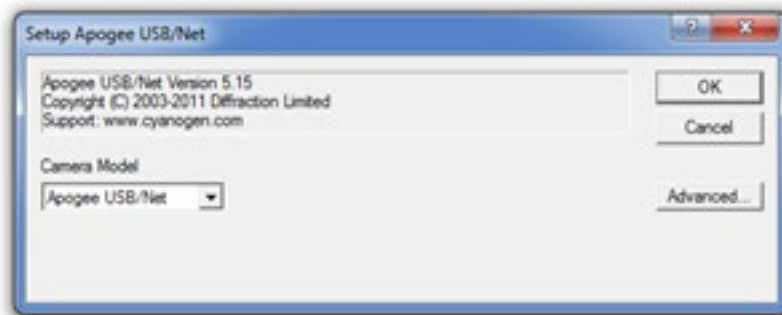 Setup Apogee USB/Net
Apogee USB/Net Version 5.15
Copyright (C) 2003-2011 Diffraction Limited
Support: www.cyanogen.com
OK
Cancel
Camera Model
Apogee USB/Net
Advanced...